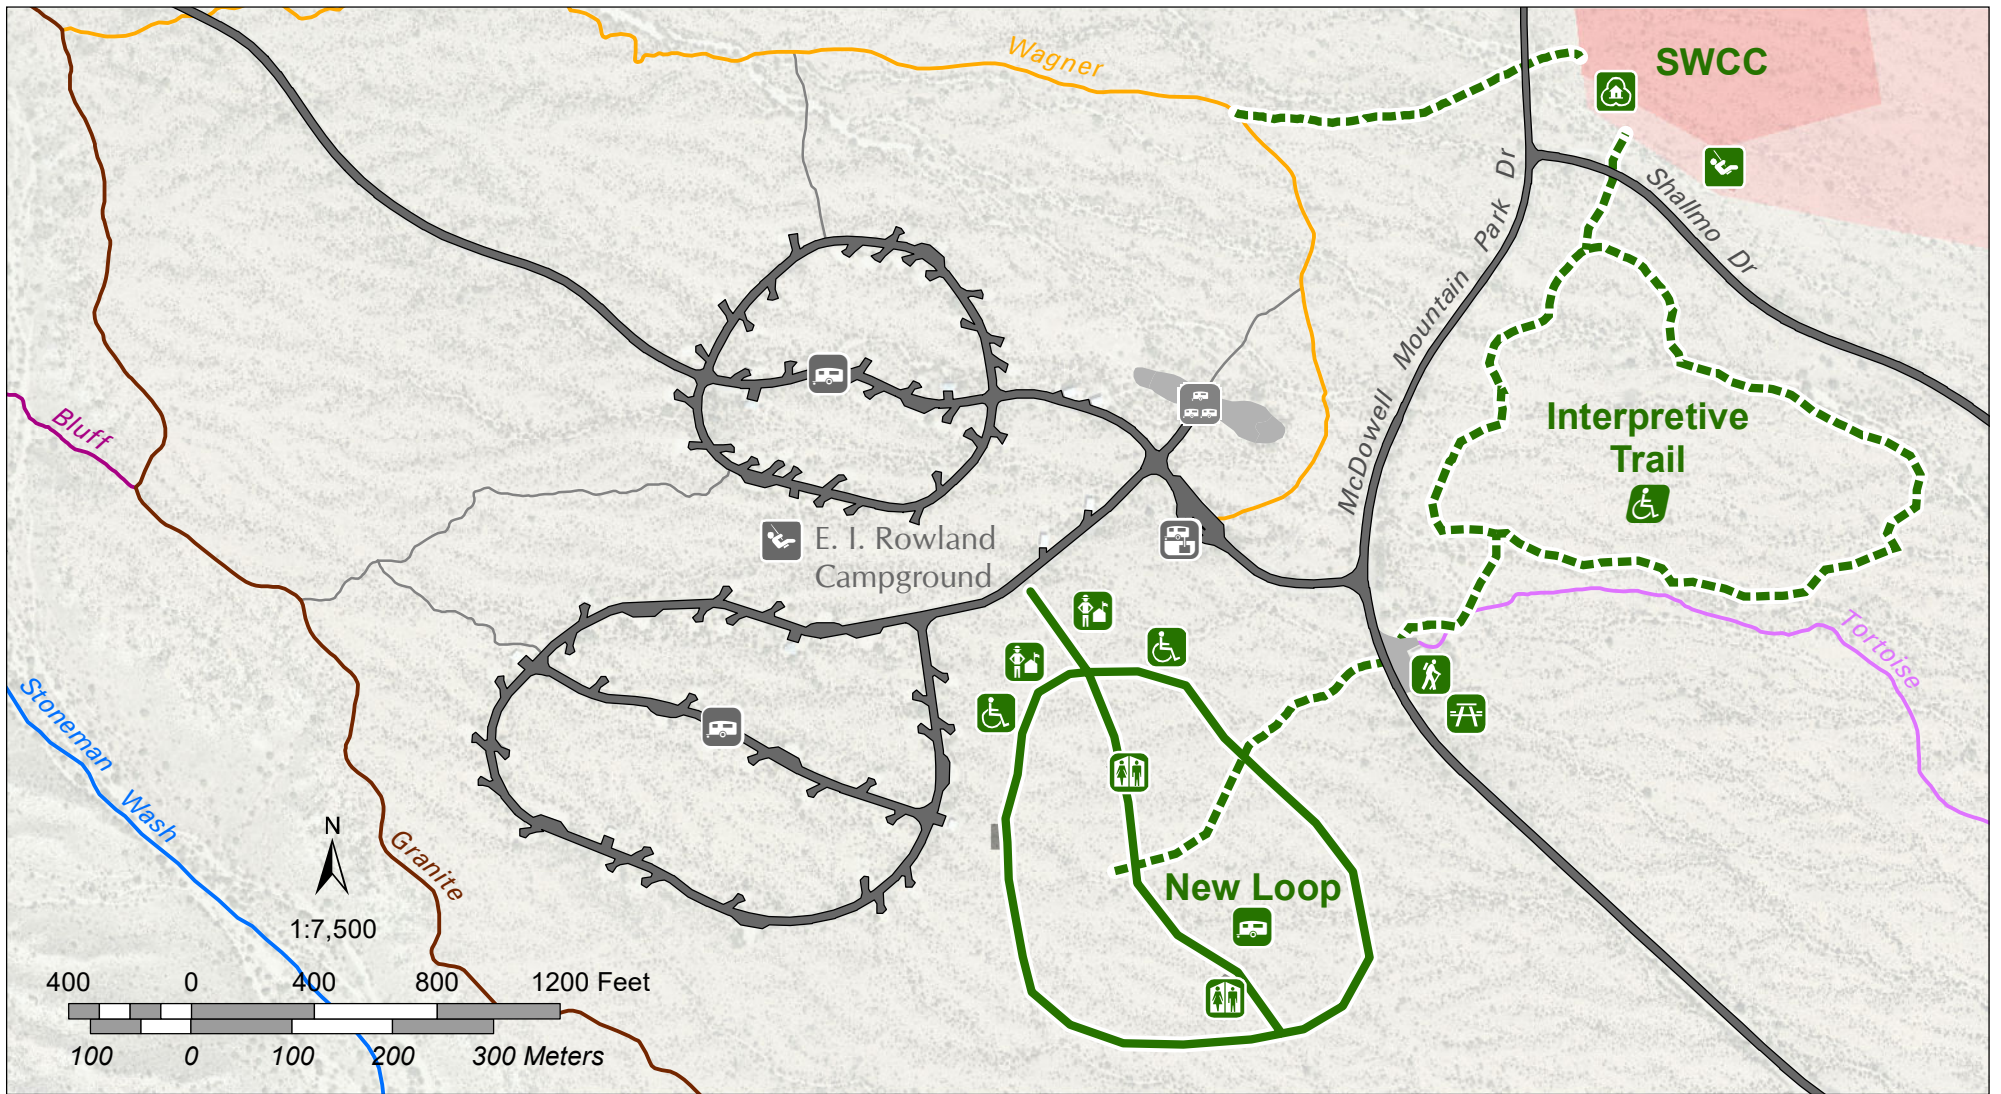 Wagner
SWCC
McDowell Mountain Park Dr
Shallmo Dr
Bluff
Interpretive
Trail
E. I. Rowland
Campground
Tortoise
Stoneman Wash
Granite
New Loop
N
1:7,500
400 0 400 800 1200 Feet
100 0 100 200 300 Meters